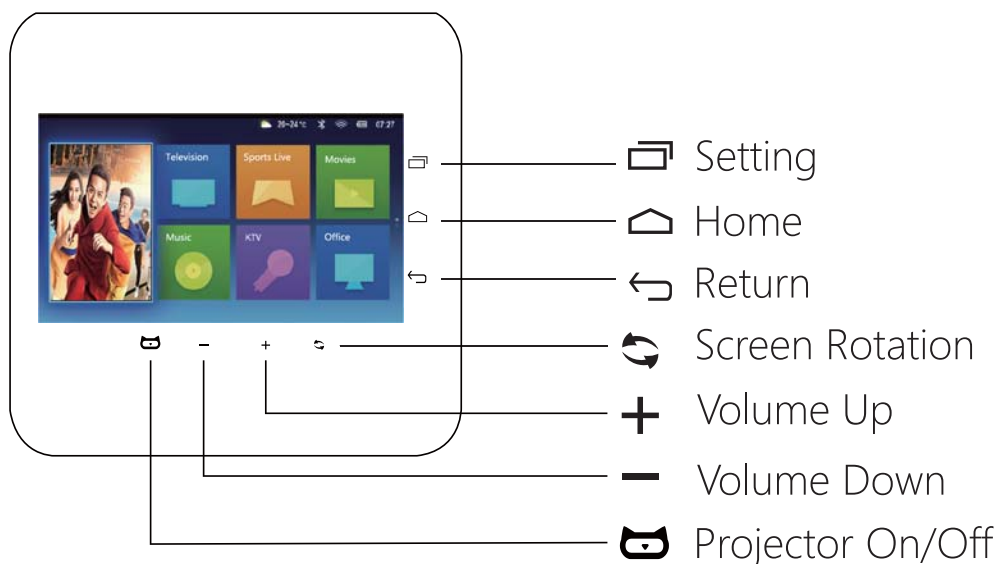 26~24°C 07:27
Television
Sports Live
Movies
Music
KTV
Office
Setting
Home
Return
Screen Rotation
+ Volume Up
− Volume Down
Projector On/Off